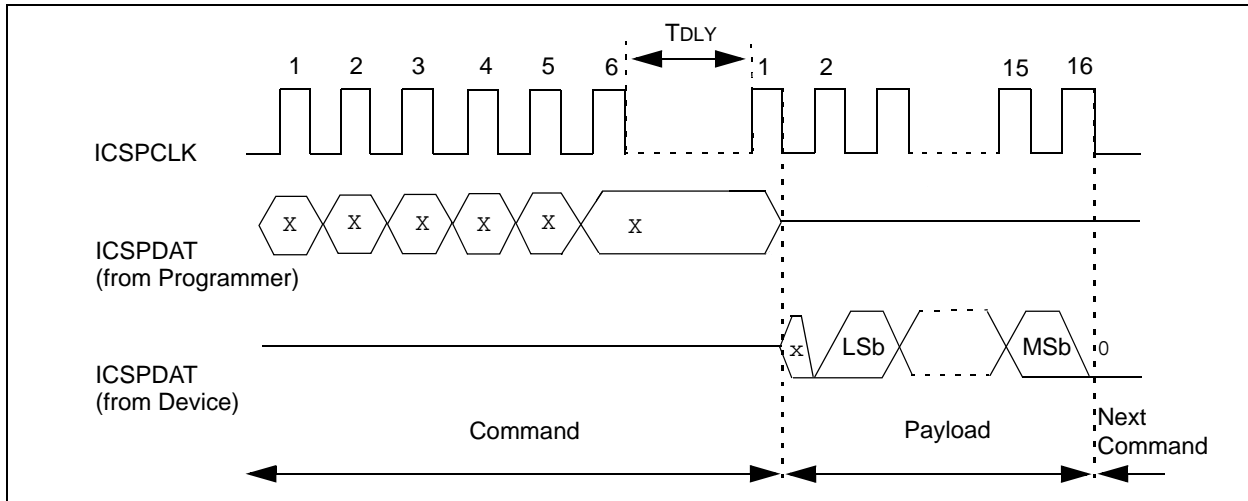 TDLY
1 2 3 4 5 6 1 2 15 16
ICSPCLK
X X X X X X
ICSPDAT
(from Programmer)
x LSb MSb 0
ICSPDAT
(from Device)
Command Payload Next
Command